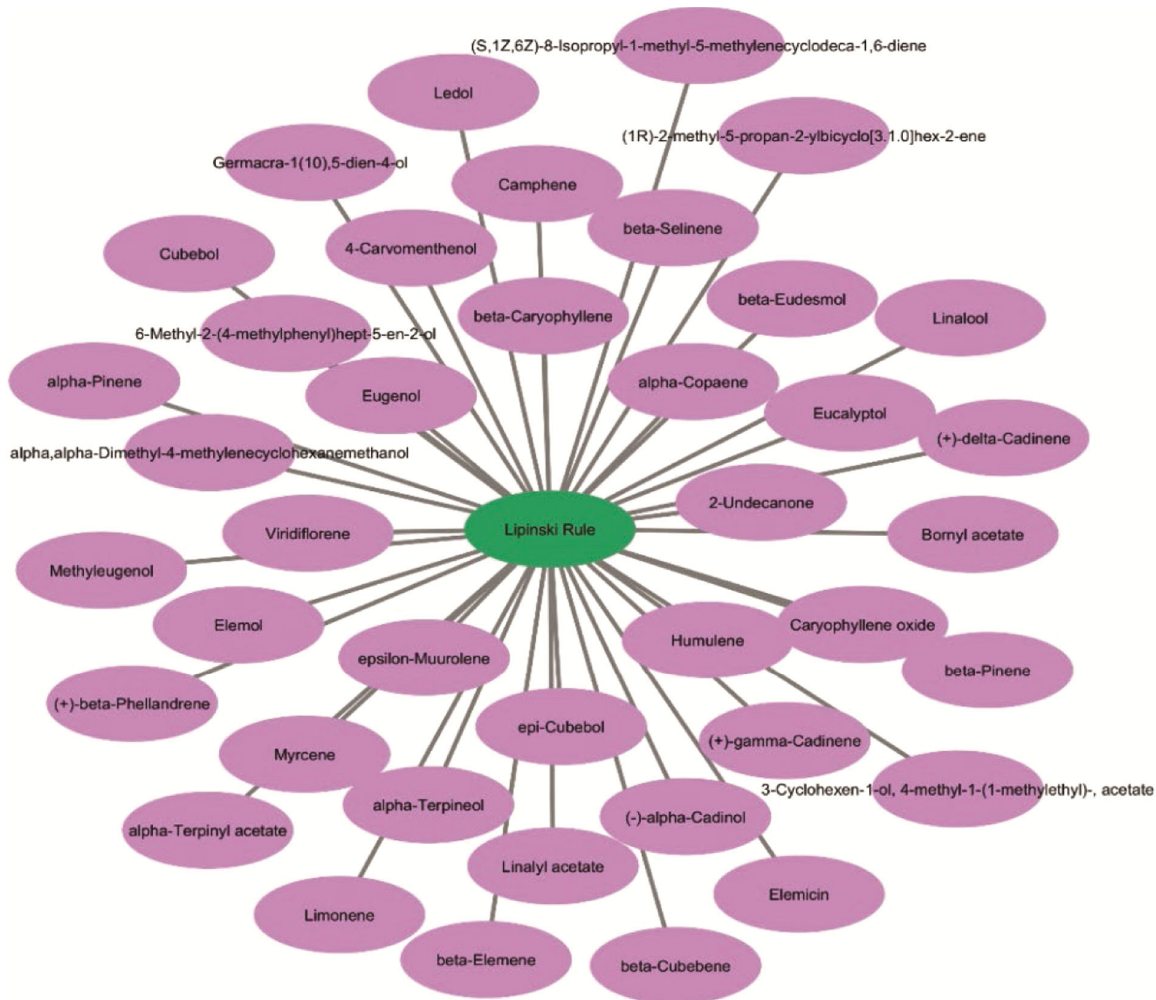 (S,1Z,6Z)-8-Isopropyl-1-methyl-5-methylenecyclodeca-1,6-diene
Ledol
(1R)-2-methyl-5-propan-2-ylbicyclo[3.1.0]hex-2-ene
Germacra-1(10),5-dien-4-ol
Camphene
beta-Selinene
4-Carvomenthenol
Cubebol
beta-Eudesmol
beta-Caryophyllene
Linalool
6-Methyl-2-(4-methylphenyl)hept-5-en-2-ol
alpha-Pinene
alpha-Copaene
Eugenol
Eucalyptol
(+)-delta-Cadinene
alpha,alpha-Dimethyl-4-methylenecyclohexanemethanol
2-Undecanone
Lipinski Rule
Viridiflorene
Bornyl acetate
Methyleugenol
Elemol
Caryophyllene oxide
Humulene
epsilon-Muurolene
beta-Pinene
(+)-beta-Phellandrene
epi-Cubebol
(+)-gamma-Cadinene
Myrcene
3-Cyclohexen-1-ol, 4-methyl-1-(1-methylethyl)-, acetate
alpha-Terpineol
(-)-alpha-Cadinol
alpha-Terpinyl acetate
Linalyl acetate
Elemicin
Limonene
beta-Elemene
beta-Cubebene